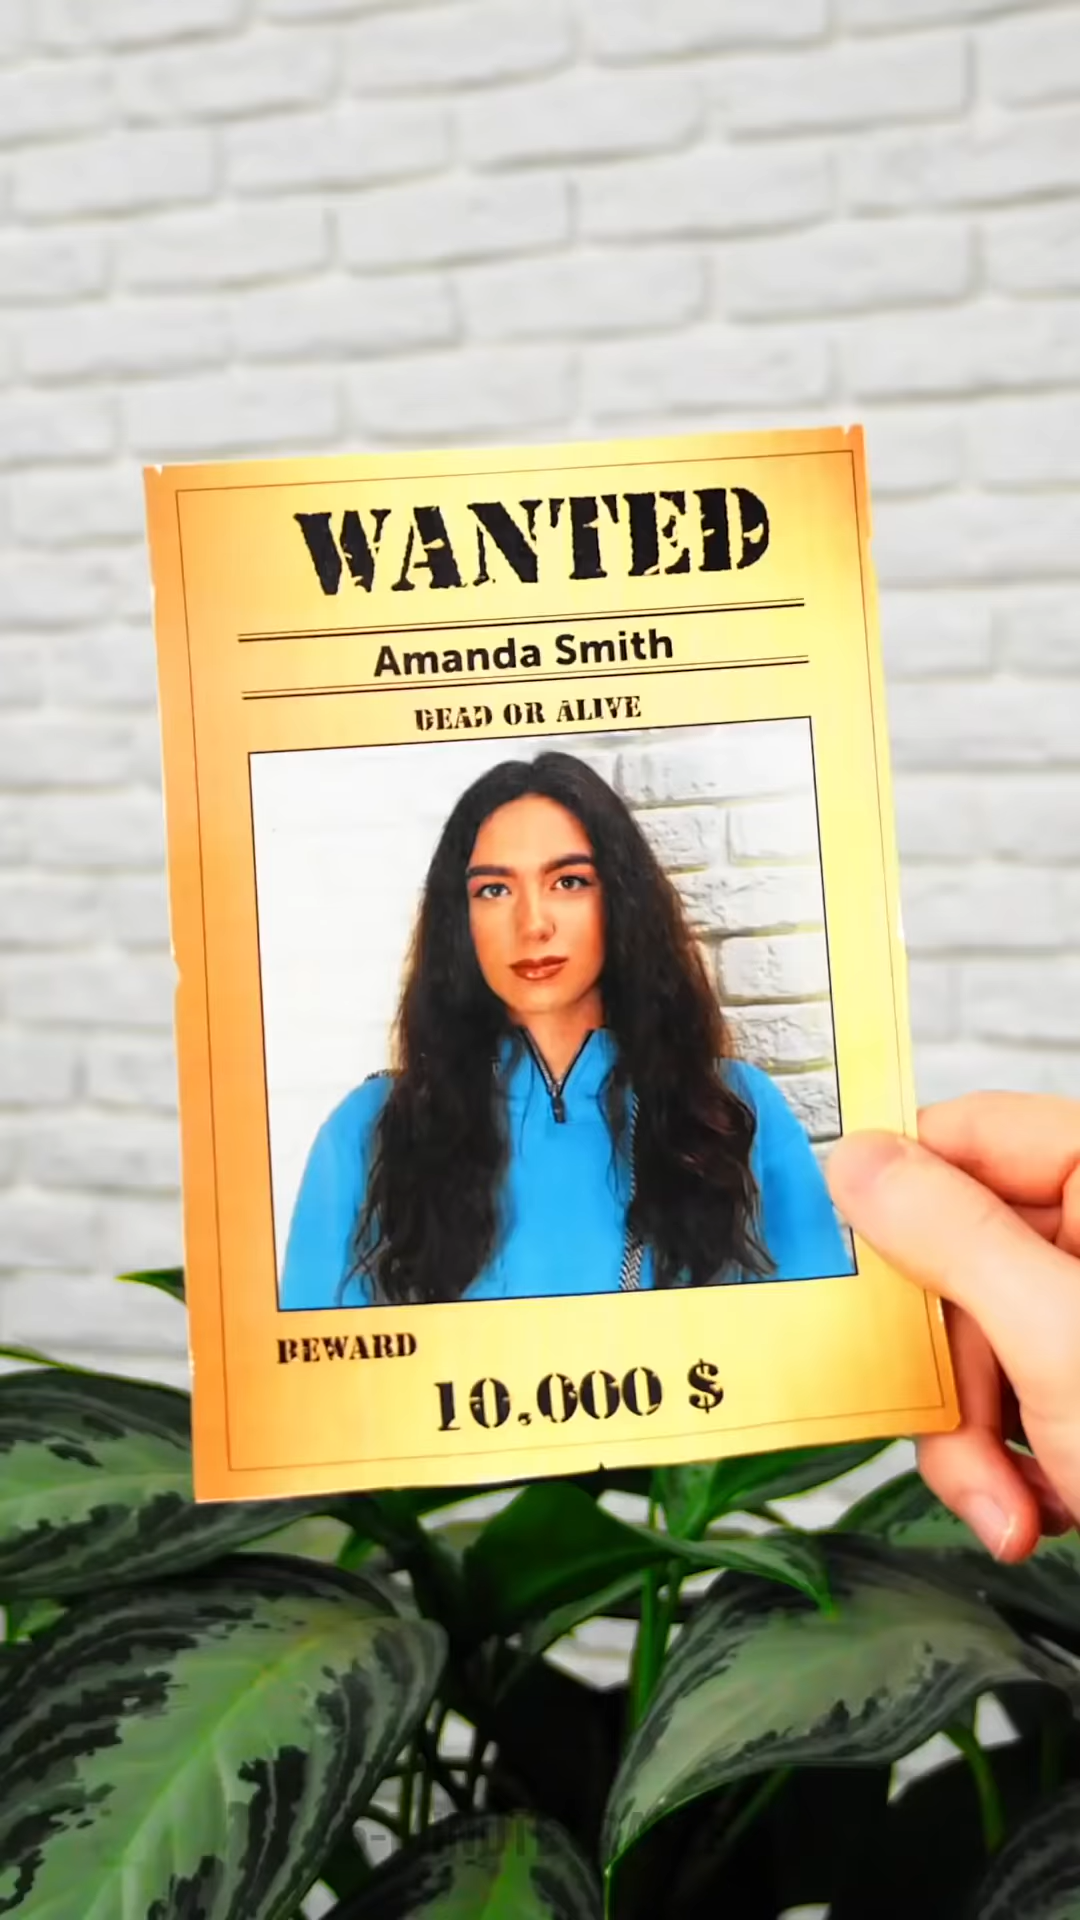 WANTED
Amanda Smith
DEAD OR ALIVE
REWARD
10.000 $